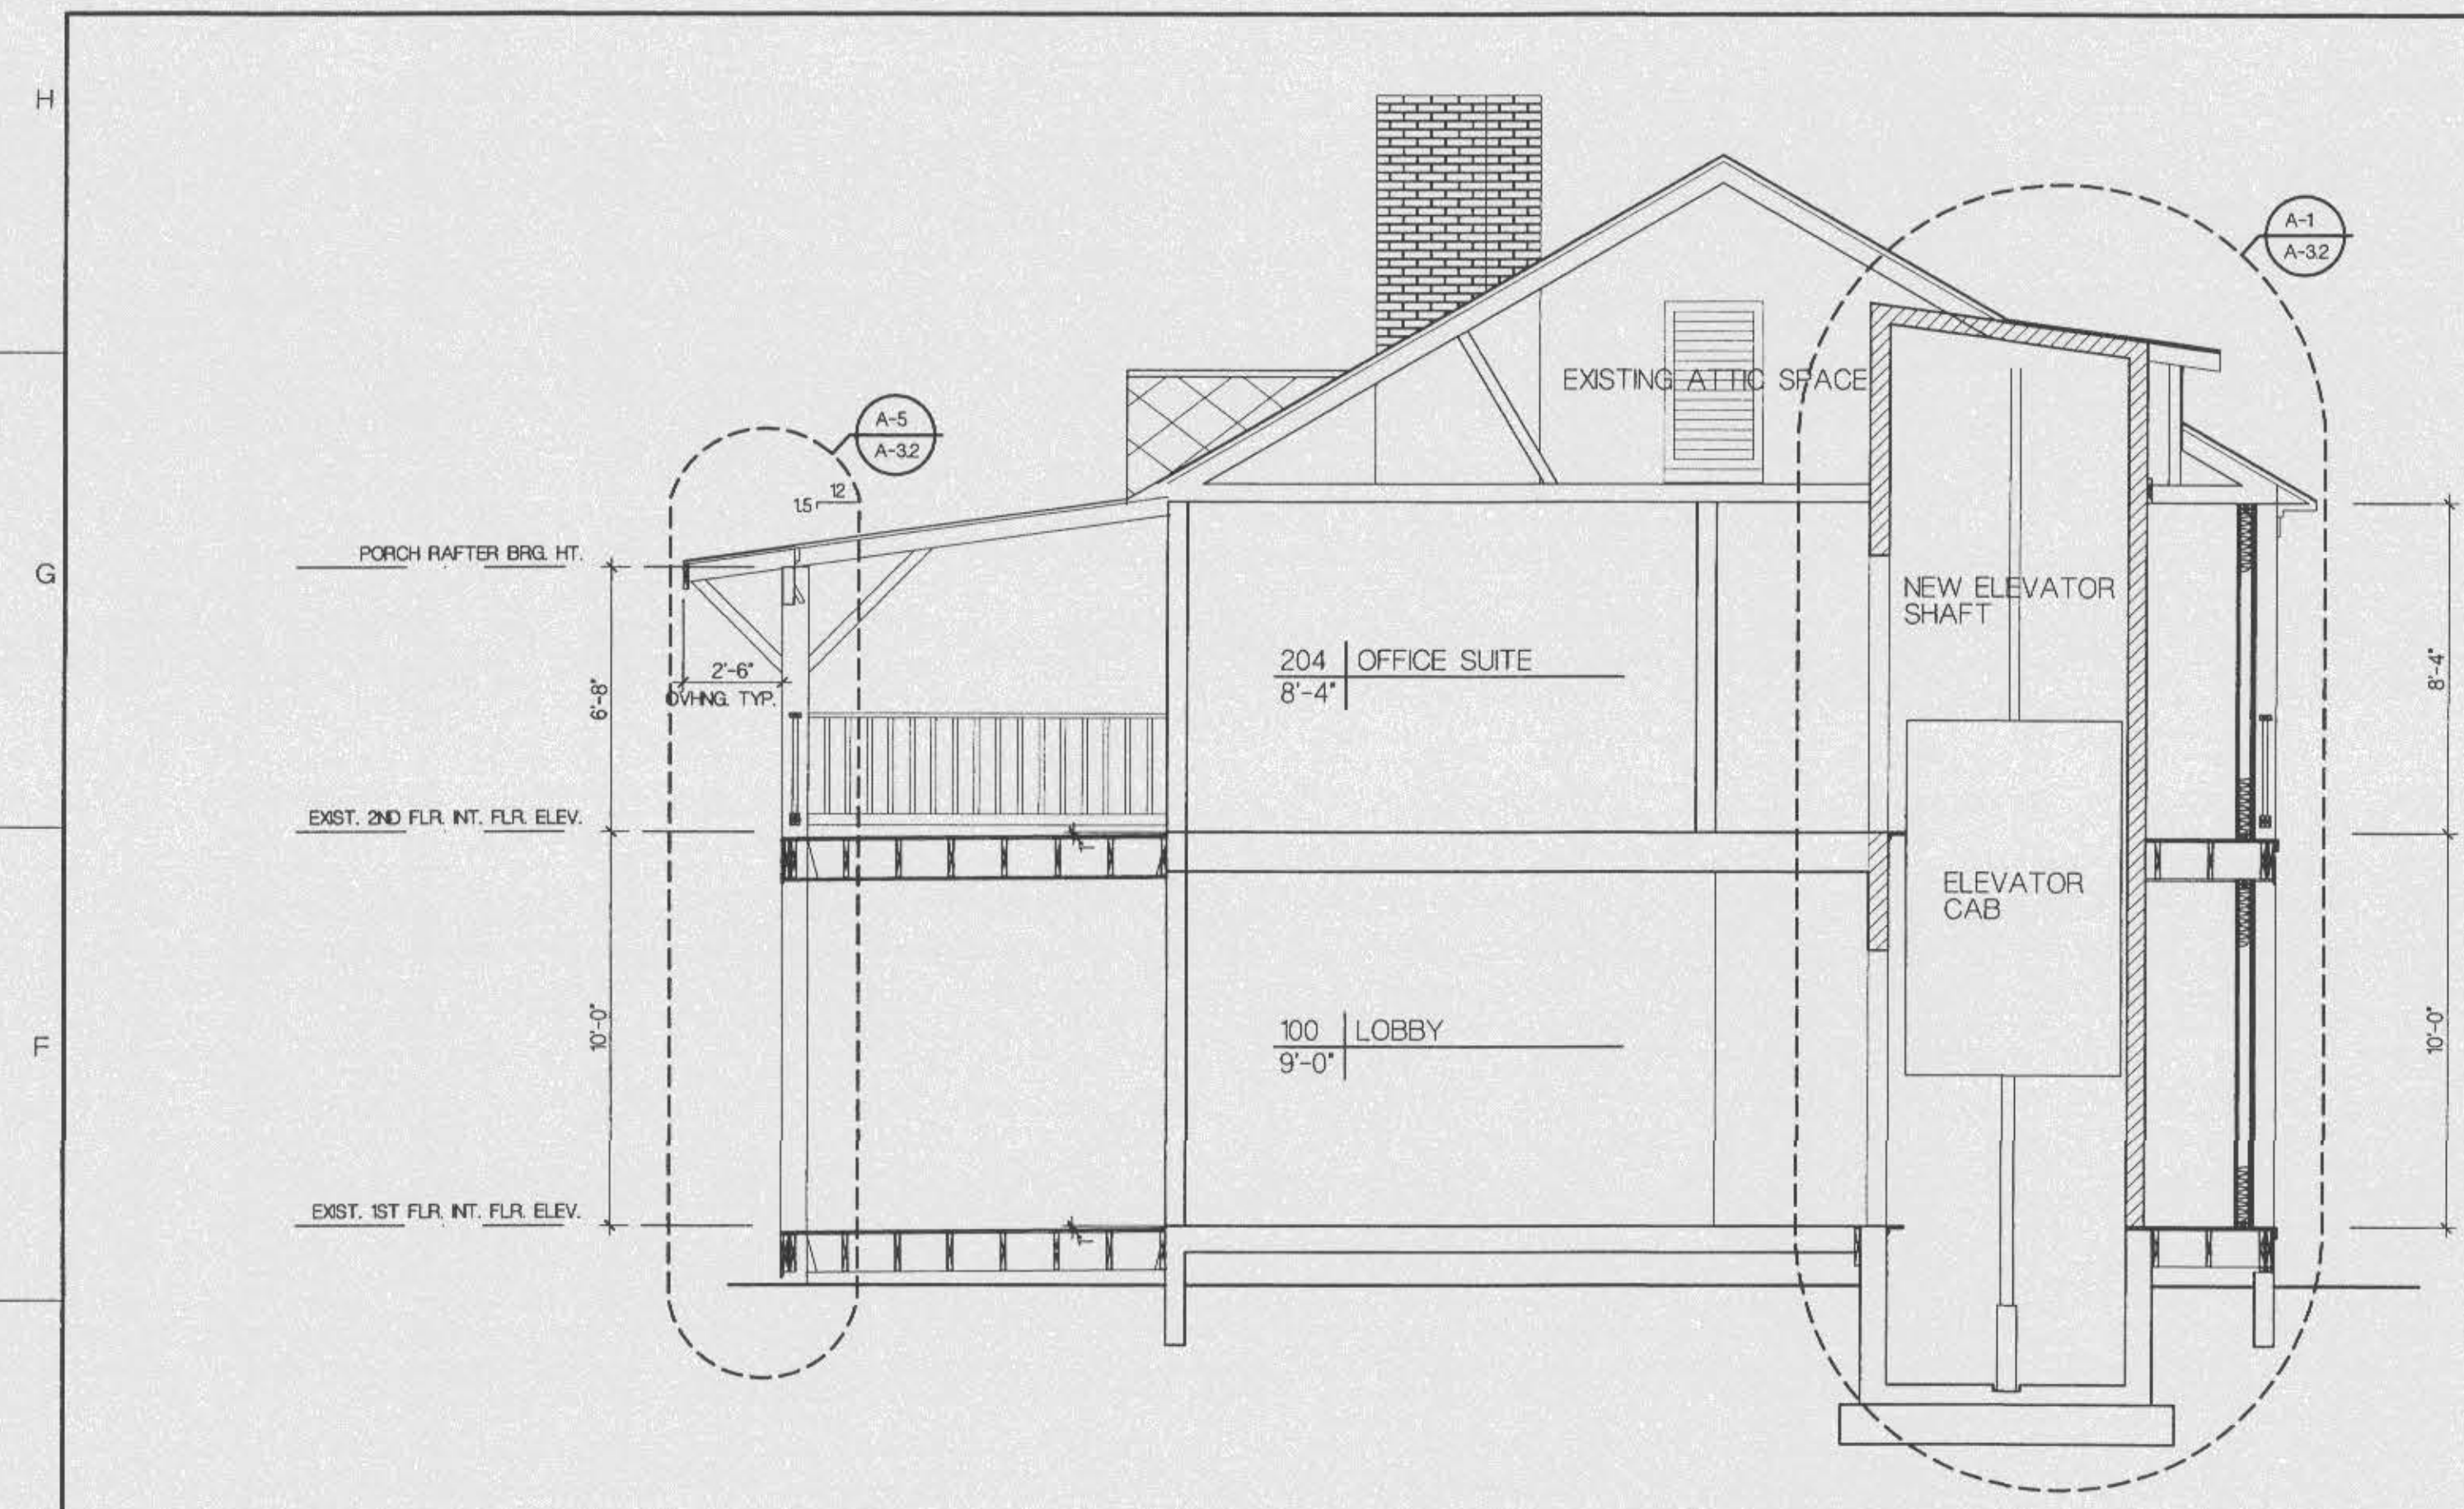 H
A-1
A-3.2
EXISTING ATTIC SPACE
A-5
A-3.2
12
1.5
PORCH RAFTER BRG. HT.
G
NEW ELEVATOR
SHAFT
204 OFFICE SUITE
8'-4"
2'-6"
OVHNG. TYP.
6'-8"
8'-4"
EXIST. 2ND FLR. INT. FLR. ELEV.
1"
ELEVATOR
CAB
F
10'-0"
100 LOBBY
9'-0"
10'-0"
EXIST. 1ST FLR. INT. FLR. ELEV.
1"